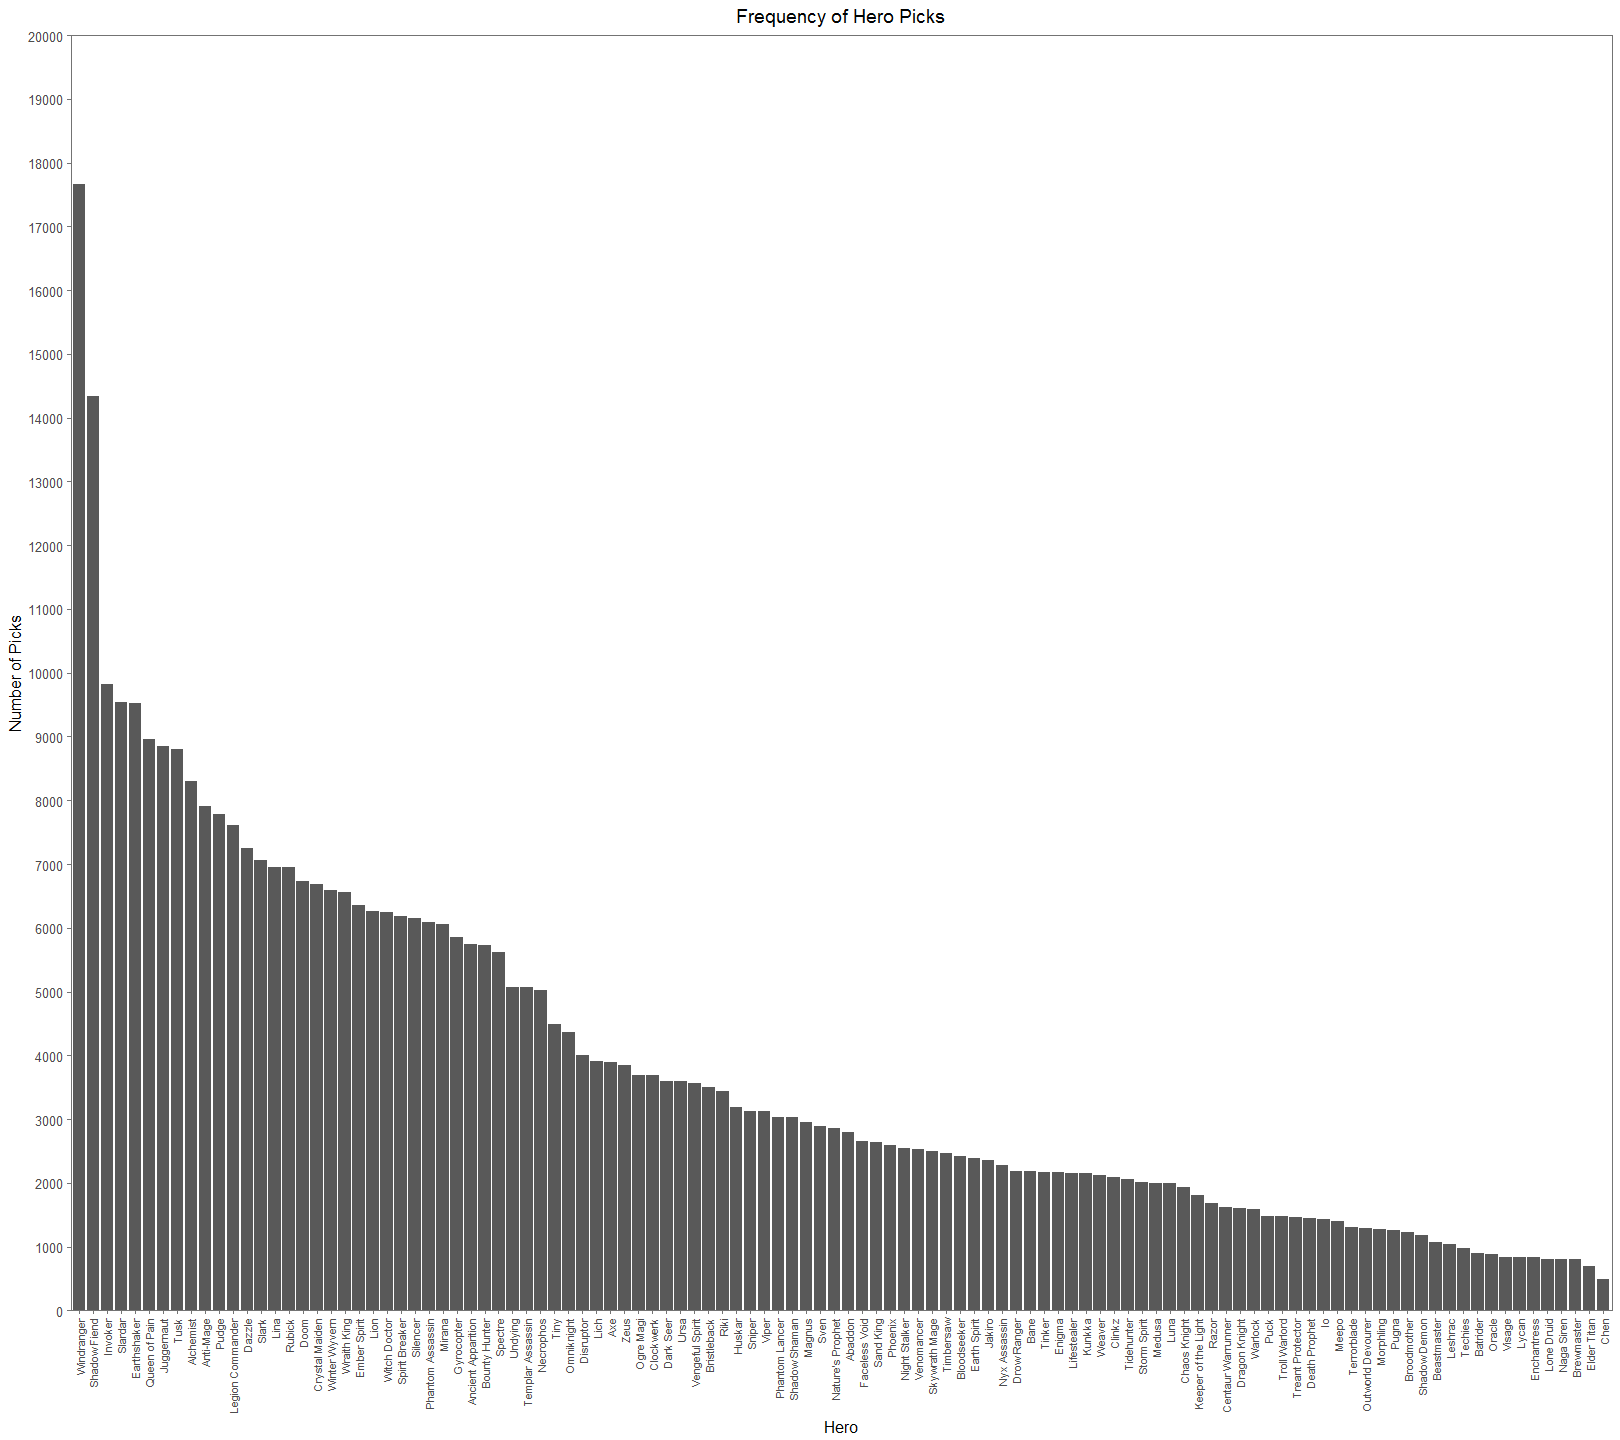 Frequency of Hero Picks
Number of Picks
20000
19000
18000
17000
16000
15000
14000
13000
12000
11000
10000
9000
8000
7000
6000
5000
4000
3000
2000
1000
0
Windranger
Shadow Fiend
Invoker
Slardar
Earthshaker
Queen of Pain
Juggernaut
Tusk
Alchemist
Anti-Mage
Pudge
Legion Commander
Dazzle
Slark
Lina
Rubick
Doom
Crystal Maiden
Winter Wyvern
Wraith King
Ember Spirit
Lion
Witch Doctor
Spirit Breaker
Silencer
Phantom Assassin
Mirana
Gyrocopter
Ancient Apparition
Bounty Hunter
Spectre
Undying
Templar Assassin
Necrophos
Tiny
Omniknight
Disruptor
Lich
Axe
Zeus
Ogre Magi
Clockwerk
Dark Seer
Ursa
Vengeful Spirit
Bristleback
Riki
Huskar
Sniper
Viper
Phantom Lancer
Shadow Shaman
Magnus
Sven
Nature's Prophet
Abaddon
Faceless Void
Sand King
Phoenix
Night Stalker
Venomancer
Skywrath Mage
Timbersaw
Bloodseeker
Earth Spirit
Jakiro
Nyx Assassin
Drow Ranger
Bane
Tinker
Enigma
Lifestealer
Kunkka
Weaver
Clinkz
Tidehunter
Storm Spirit
Medusa
Luna
Chaos Knight
Keeper of the Light
Razor
Centaur Warrunner
Dragon Knight
Warlock
Puck
Troll Warlord
Treant Protector
Death Prophet
Io
Meepo
Terrorblade
Outworld Devourer
Morphling
Pugna
Broodmother
Shadow Demon
Beastmaster
Leshrac
Techies
Batrider
Oracle
Visage
Lycan
Enchantress
Lone Druid
Naga Siren
Brewmaster
Elder Titan
Chen
Hero